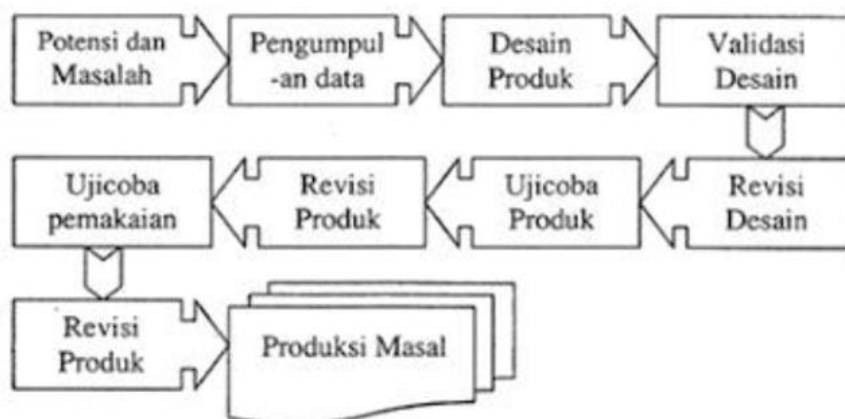 Potensi dan
Masalah
Pengumpul
-an data
Desain
Produk
Validasi
Desain
Revisi
Desain
Ujicoba
Produk
Revisi
Produk
Ujicoba
pemakaian
Revisi
Produk
Produksi Masal